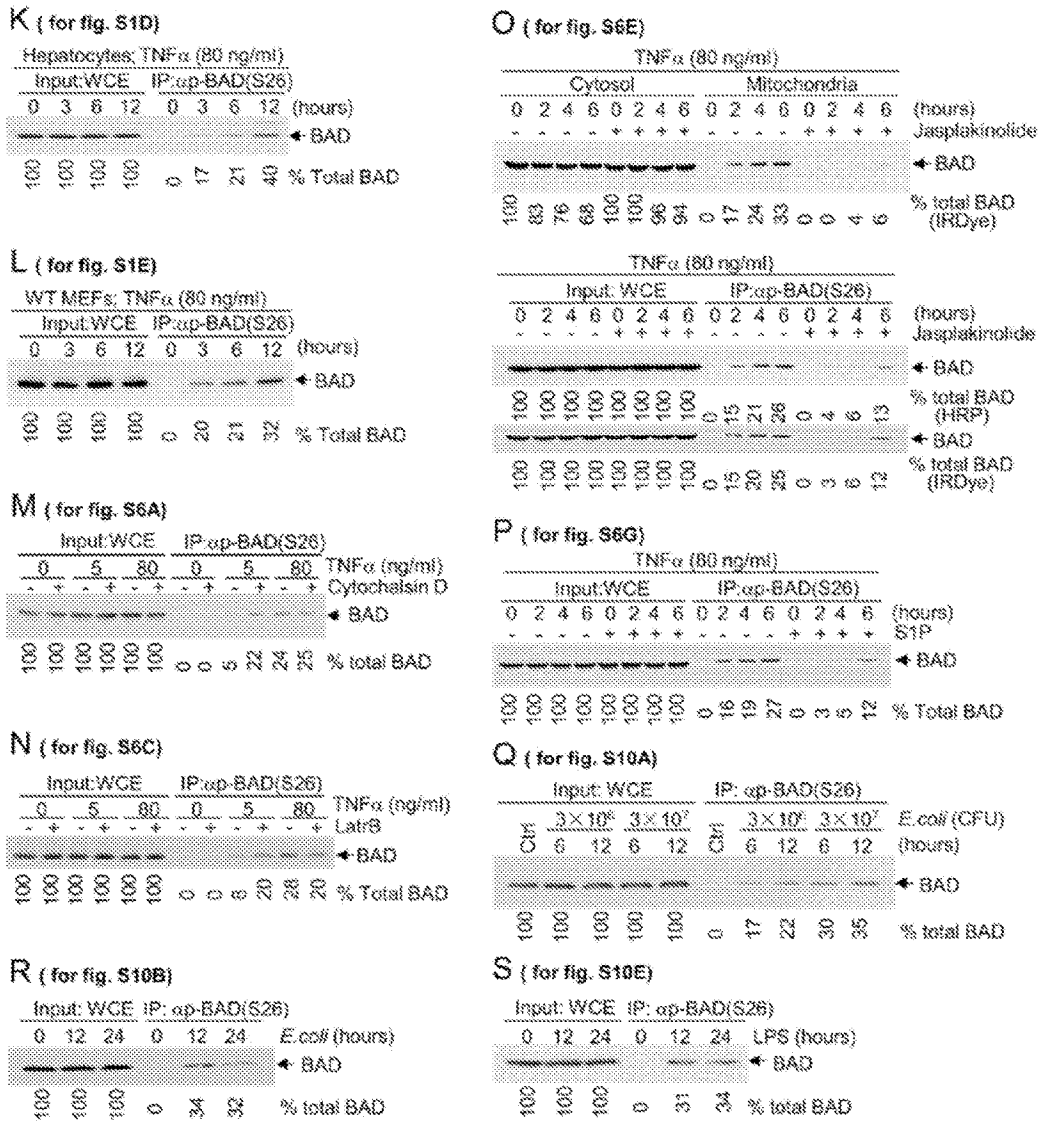 K ( for fig. S1D)
Hepatocytes; TNFα (80 ng/ml)
Input:WCE IP:αp-BAD(S26)
0 3 6 12 0 3 6 12 (hours)
BAD
100 100 100 100 0 17 21 40 % Total BAD
L ( for fig. S1E)
WT MEFs; TNFα (80 ng/ml)
Input:WCE IP:αp-BAD(S26)
0 3 6 12 0 3 6 12 (hours)
BAD
100 100 100 100 0 20 21 32 % Total BAD
M ( for fig. S6A)
Input:WCE IP:αp-BAD(S26)
0 5 80 0 5 80 TNFα (ng/ml)
- + - + - + - + - + - + Cytochalsin D
BAD
100 100 100 100 100 100 0 0 22 24 25 % total BAD
N ( for fig. S6C)
Input:WCE IP:αp-BAD(S26)
0 5 80 0 5 80 TNFα (ng/ml)
- + - + - + - + - + - + LatrB
BAD
100 100 100 100 100 100 0 0 20 20 % Total BAD
R ( for fig. S10B)
Input: WCE IP: αp-BAD(S26)
0 12 24 0 12 24 E.coli (hours)
BAD
100 100 100 0 34 32 % total BAD
O ( for fig. S6E)
TNFα (80 ng/ml)
Cytosol Mitochondria
0 2 4 6 0 2 4 6 0 2 4 6 0 2 4 6 (hours)
- - - - + + + + - - - - + + + + Jasplakinolide
BAD
100 83 76 68 100 100 96 94 0 17 24 33 0 0 4 6 % total BAD
(IRDye)
TNFα (80 ng/ml)
Input: WCE IP:αp-BAD(S26)
0 2 4 6 0 2 4 6 0 2 4 6 0 2 4 6 (hours)
- - - - + + + + - - - - + + + + Jasplakinolide
BAD
100 100 100 100 100 100 100 100 0 15 21 26 0 4 6 13 % total BAD
(HRP)
BAD
100 100 100 100 100 100 100 100 0 15 20 25 0 3 6 12 % total BAD
(IRDye)
P ( for fig. S6G)
TNFα (80 ng/ml)
Input:WCE IP:αp-BAD(S26)
0 2 4 6 0 2 4 6 0 2 4 6 0 2 4 6 (hours)
- - - - + + + + - - - - + + + + S1P
BAD
100 100 100 100 100 100 100 100 0 16 19 27 0 3 5 12 % Total BAD
Q ( for fig. S10A)
Input: WCE IP: αp-BAD(S26)
Ctrl 3×10⁶ 3×10⁷ Ctrl 3×10⁶ 3×10⁷ E.coli (CFU)
6 12 6 12 6 12 6 12 (hours)
BAD
100 100 100 100 100 0 17 22 30 35 % total BAD
S ( for fig. S10E)
Input: WCE IP: αp-BAD(S26)
0 12 24 0 12 24 LPS (hours)
BAD
100 100 100 0 31 34 % total BAD